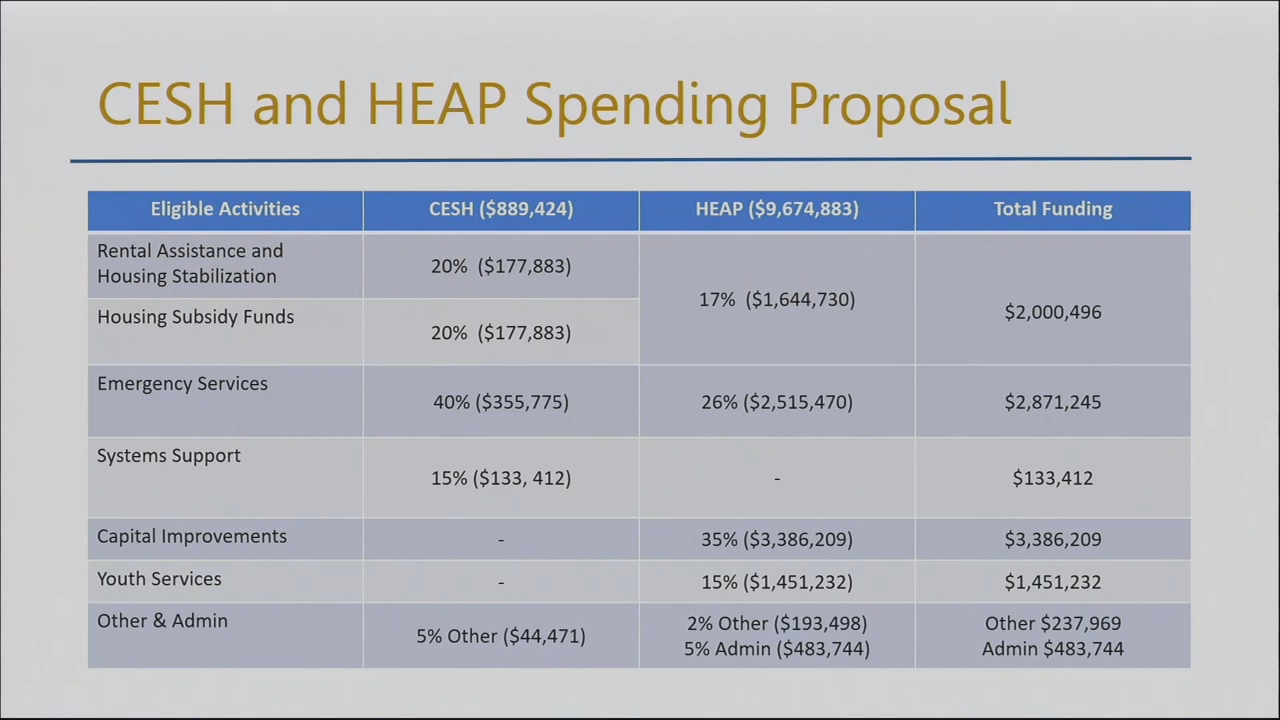 CESH and HEAP Spending Proposal
Eligible Activities CESH ($889,424) HEAP ($9,674,883) Total Funding
Rental Assistance and
Housing Stabilization
20% ($177,883)
17% ($1,644,730)
$2,000,496
Housing Subsidy Funds
20% ($177,883)
Emergency Services
40% ($355,775) 26% ($2,515,470) $2,871,245
Systems Support
15% ($133, 412) - $133,412
Capital Improvements - 35% ($3,386,209) $3,386,209
Youth Services - 15% ($1,451,232) $1,451,232
Other & Admin
5% Other ($44,471)
2% Other ($193,498)
5% Admin ($483,744)
Other $237,969
Admin $483,744